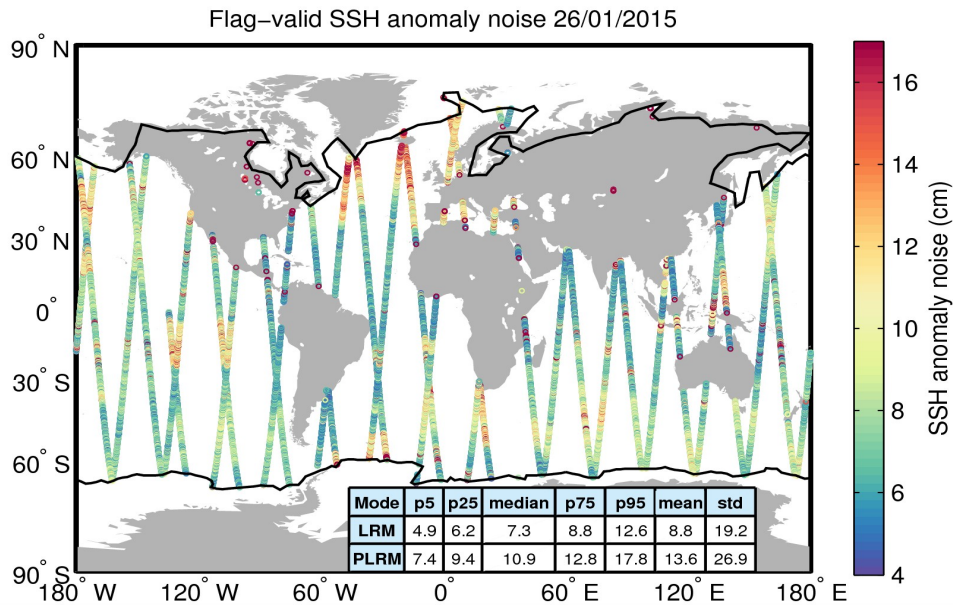 Flag−valid SSH anomaly noise 26/01/2015
90° N
60° N
30° N
0°
30° S
60° S
90° S
180° W
120° W
60° W
0°
60° E
120° E
180° E
Mode p5 p25 median p75 p95 mean std
LRM 4.9 6.2 7.3 8.8 12.6 8.8 19.2
PLRM 7.4 9.4 10.9 12.8 17.8 13.6 26.9
16
14
12
10
8
6
4
SSH anomaly noise (cm)